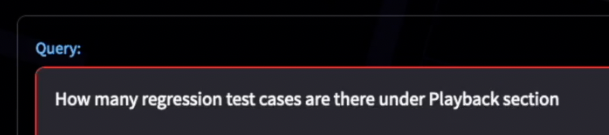 Query:
How many regression test cases are there under Playback section